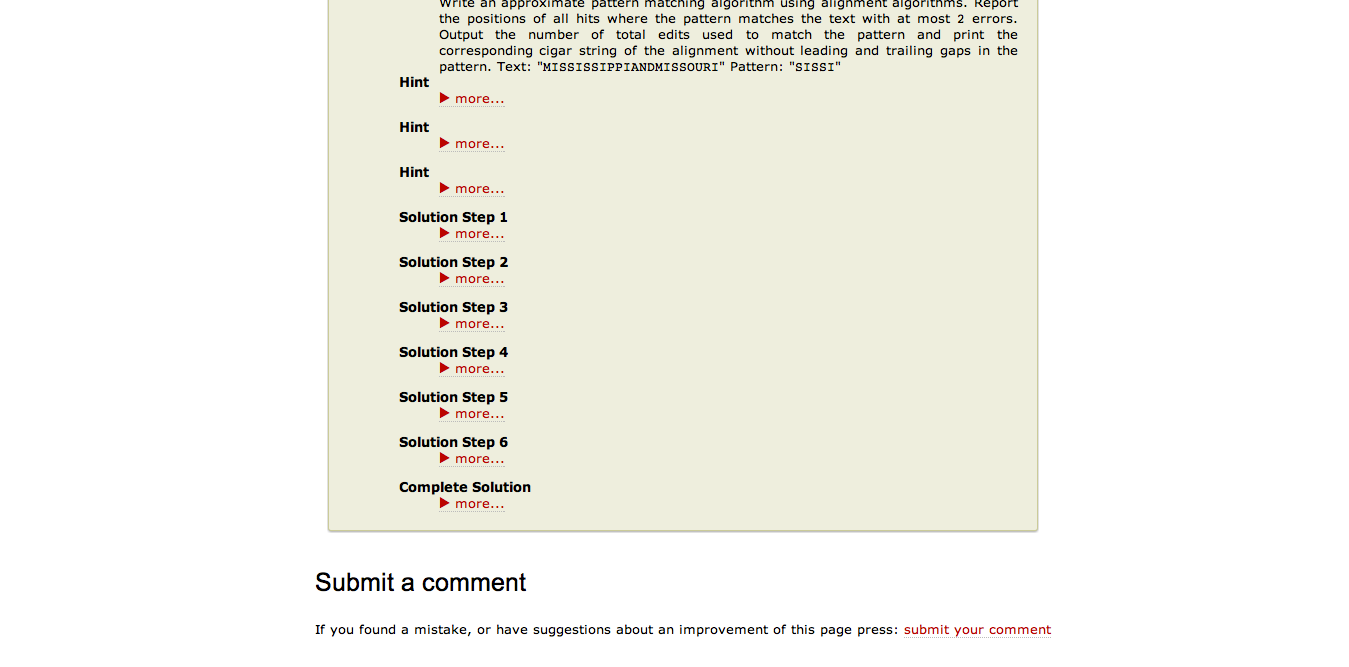 Write an approximate pattern matching algorithm using alignment algorithms. Report
the positions of all hits where the pattern matches the text with at most 2 errors.
Output the number of total edits used to match the pattern and print the
corresponding cigar string of the alignment without leading and trailing gaps in the
pattern. Text: "MISSISSIPPIANDMISSOURI" Pattern: "SISSI"
Hint
▶ more...
Hint
▶ more...
Hint
▶ more...
Solution Step 1
▶ more...
Solution Step 2
▶ more...
Solution Step 3
▶ more...
Solution Step 4
▶ more...
Solution Step 5
▶ more...
Solution Step 6
▶ more...
Complete Solution
▶ more...
Submit a comment
If you found a mistake, or have suggestions about an improvement of this page press: submit your comment